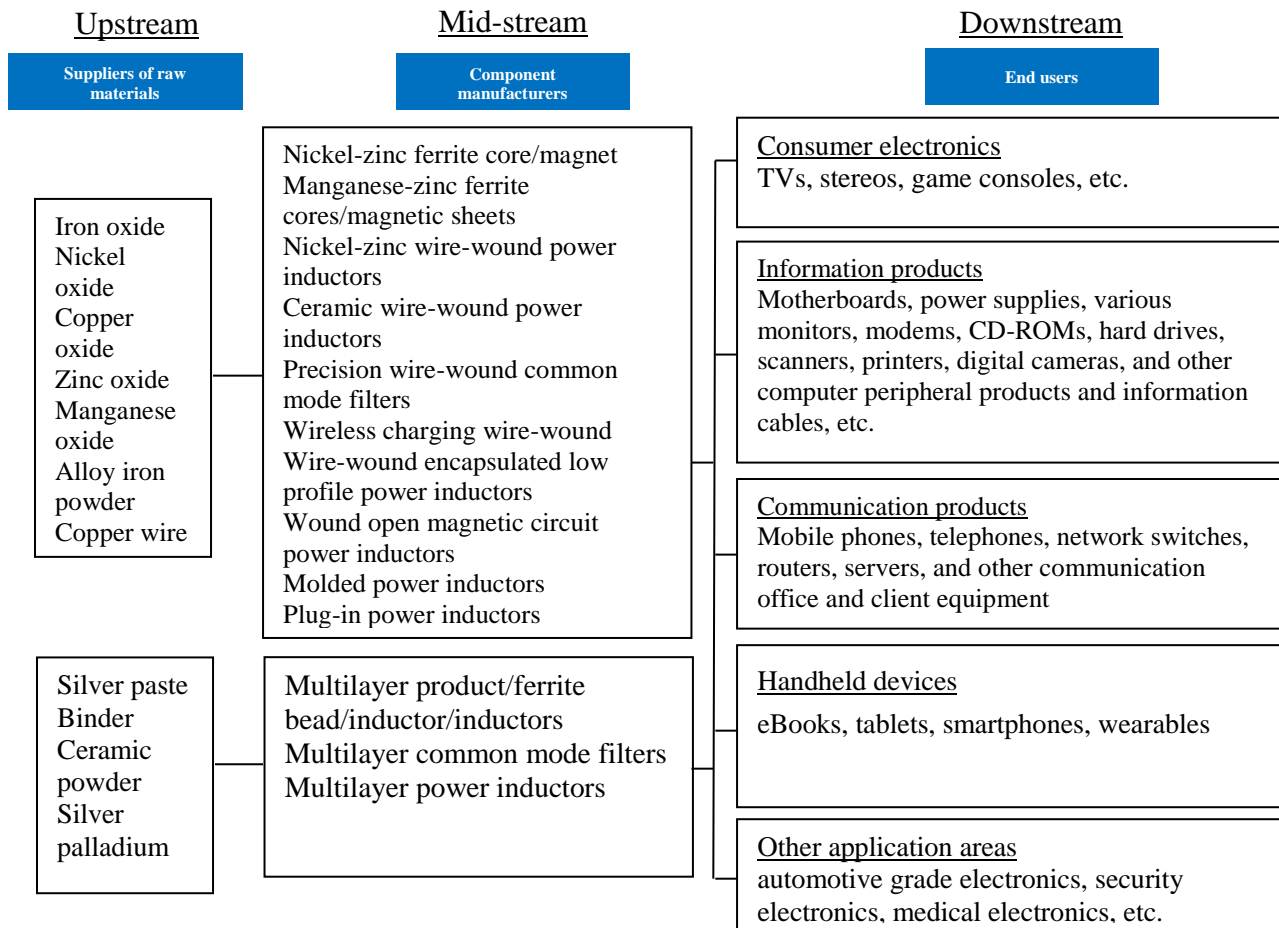 Upstream
Mid-stream
Downstream
Suppliers of raw
materials
Component
manufacturers
End users
Iron oxide
Nickel
oxide
Copper
oxide
Zinc oxide
Manganese
oxide
Alloy iron
powder
Copper wire
Silver paste
Binder
Ceramic
powder
Silver
palladium
Nickel-zinc ferrite core/magnet
Manganese-zinc ferrite
cores/magnetic sheets
Nickel-zinc wire-wound power
inductors
Ceramic wire-wound power
inductors
Precision wire-wound common
mode filters
Wireless charging wire-wound
Wire-wound encapsulated low
profile power inductors
Wound open magnetic circuit
power inductors
Molded power inductors
Plug-in power inductors
Multilayer product/ferrite
bead/inductor/inductors
Multilayer common mode filters
Multilayer power inductors
Consumer electronics
TVs, stereos, game consoles, etc.
Information products
Motherboards, power supplies, various
monitors, modems, CD-ROMs, hard drives,
scanners, printers, digital cameras, and other
computer peripheral products and information
cables, etc.
Communication products
Mobile phones, telephones, network switches,
routers, servers, and other communication
office and client equipment
Handheld devices
eBooks, tablets, smartphones, wearables
Other application areas
automotive grade electronics, security
electronics, medical electronics, etc.